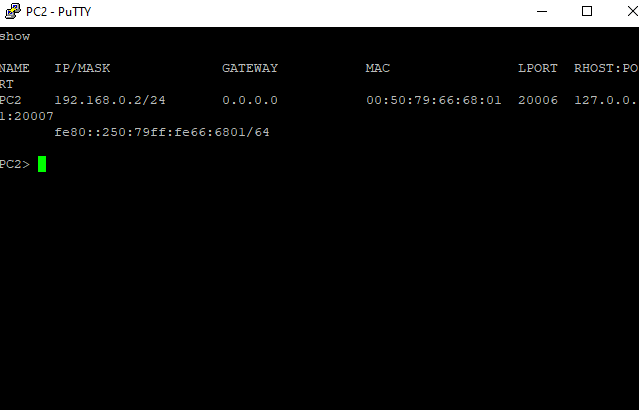 PC2 - PuTTY
show
NAME   IP/MASK              GATEWAY           MAC                LPORT  RHOST:PO
RT
PC2    192.168.0.2/24       0.0.0.0           00:50:79:66:68:01  20006  127.0.0.
1:20007
       fe80::250:79ff:fe66:6801/64
PC2>